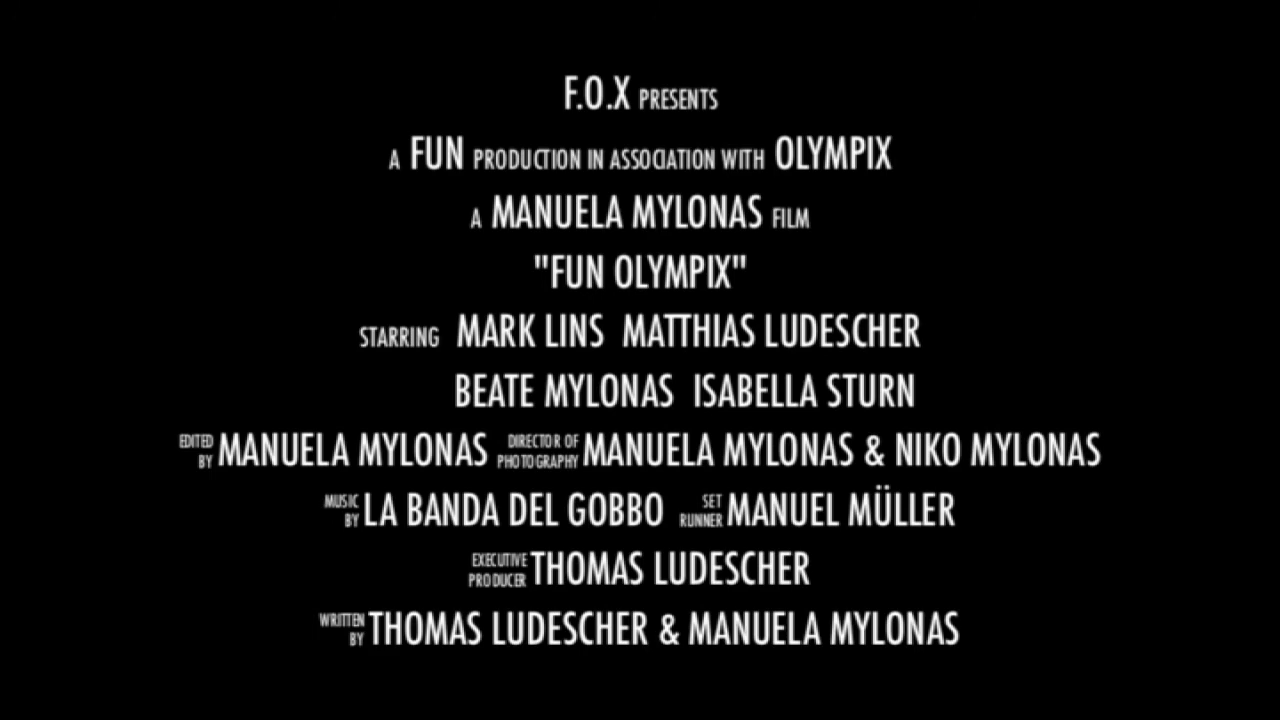 F.O.X PRESENTS
A FUN PRODUCTION IN ASSOCIATION WITH OLYMPIX
A MANUELA MYLONAS FILM
"FUN OLYMPIX"
STARRING MARK LINS MATTHIAS LUDESCHER
BEATE MYLONAS ISABELLA STURN
EDITED BY MANUELA MYLONAS DIRECTOR OF PHOTOGRAPHY MANUELA MYLONAS & NIKO MYLONAS
MUSIC BY LA BANDA DEL GOBBO SET RUNNER MANUEL MÜLLER
EXECUTIVE PRODUCER THOMAS LUDESCHER
WRITTEN BY THOMAS LUDESCHER & MANUELA MYLONAS